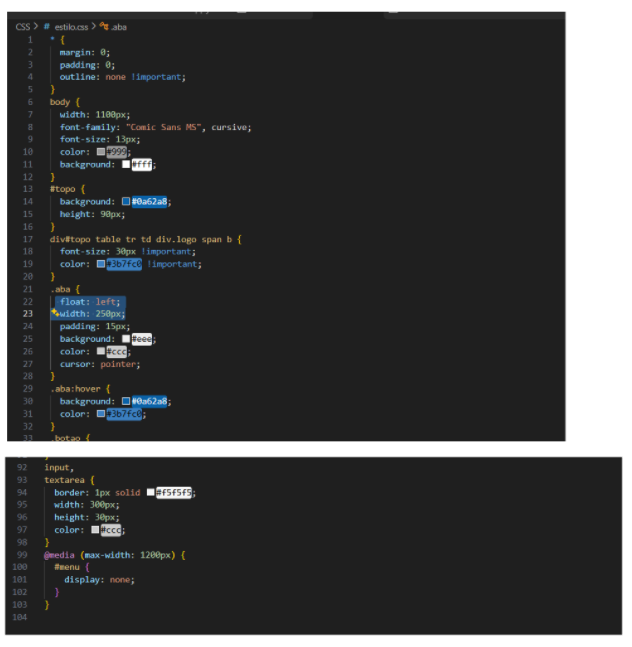 CSS > # estilo.css > .aba
1 * {
2 margin: 0;
3 padding: 0;
4 outline: none !important;
5 }
6 body {
7 width: 1100px;
8 font-family: "Comic Sans MS", cursive;
9 font-size: 13px;
10 color: #999;
11 background: #fff;
12 }
13 #topo {
14 background: #0a62a8;
15 height: 90px;
16 }
17 div#topo table tr td div.logo span b {
18 font-size: 30px !important;
19 color: #3b7fc0 !important;
20 }
21 .aba {
22 float: left;
23 width: 250px;
24 padding: 15px;
25 background: #eee;
26 color: #ccc;
27 cursor: pointer;
28 }
29 .aba:hover {
30 background: #0a62a8;
31 color: #3b7fc0;
32 }
33 .botao {
92 input,
93 textarea {
94 border: 1px solid #f5f5f5;
95 width: 300px;
96 height: 30px;
97 color: #ccc;
98 }
99 @media (max-width: 1200px) {
100 #menu {
101 display: none;
102 }
103 }
104